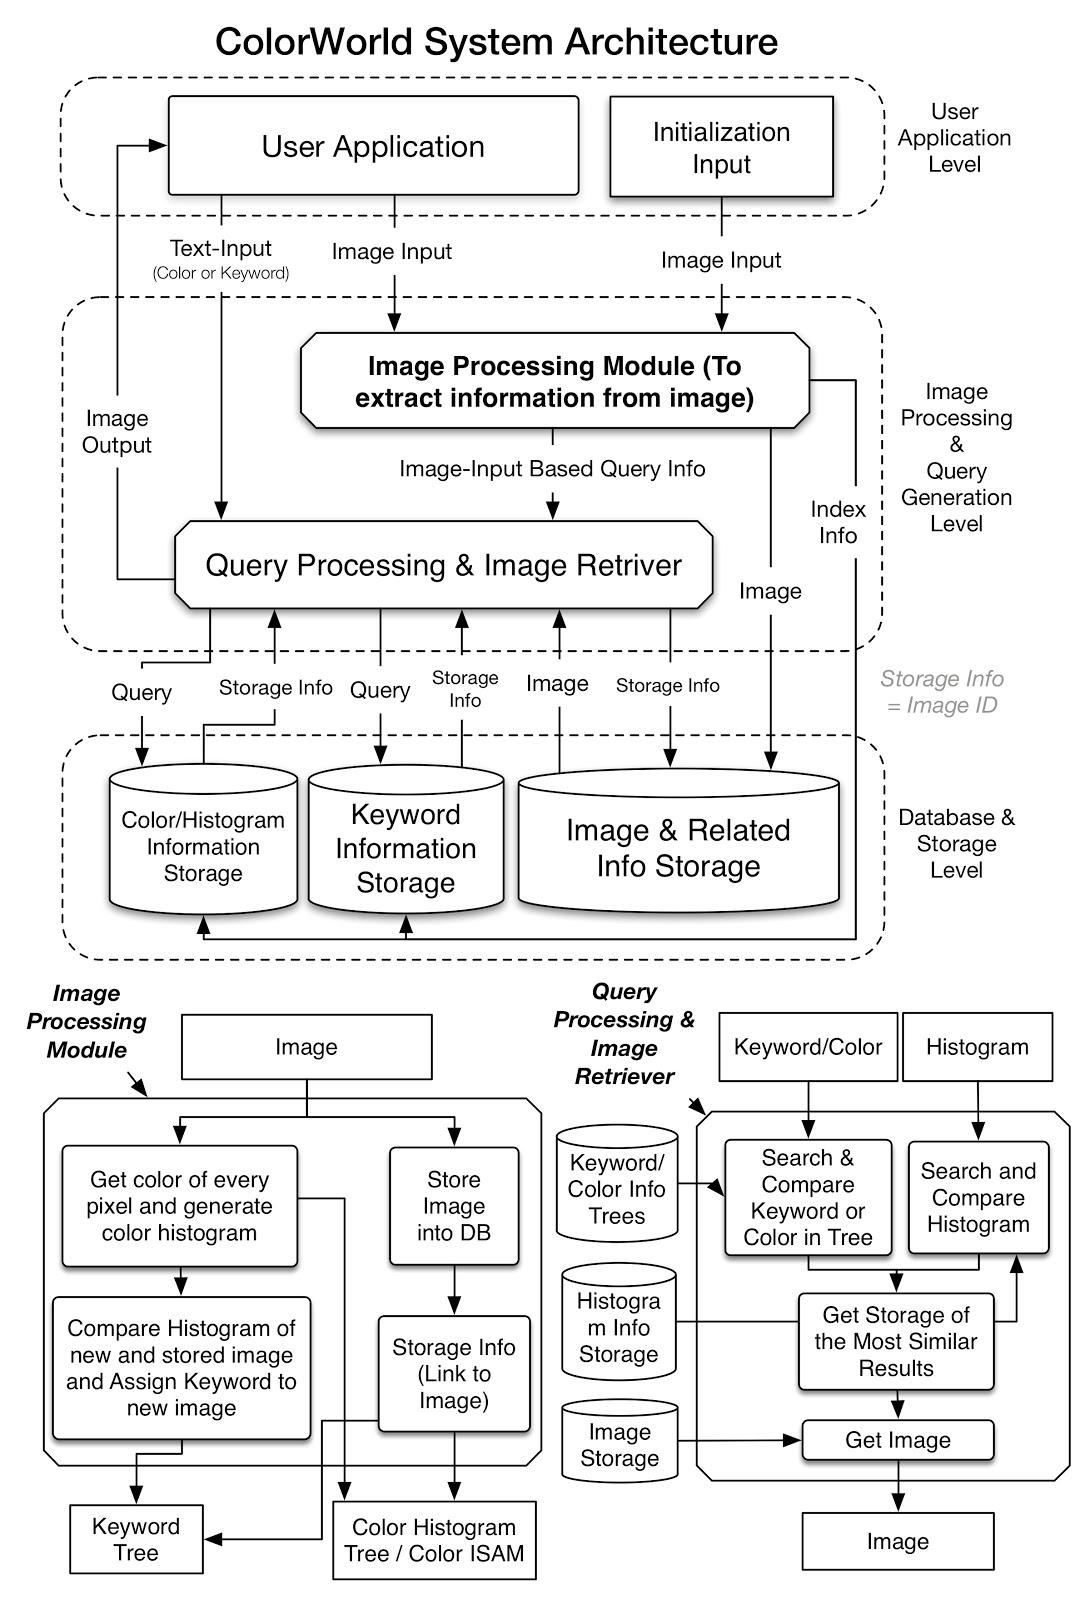 ColorWorld System Architecture
User Application
Initialization
Input
User
Application
Level
Text-Input
(Color or Keyword)
Image Input
Image Input
Image Processing Module (To
extract information from image)
Image
Output
Image
Processing
&
Query
Generation
Level
Image-Input Based Query Info
Index
Info
Query Processing & Image Retriver
Image
Query
Storage Info
Query
Storage
Info
Image
Storage Info
Storage Info
= Image ID
Color/Histogram
Information
Storage
Keyword
Information
Storage
Image & Related
Info Storage
Database &
Storage
Level
Image
Processing
Module
Image
Get color of every
pixel and generate
color histogram
Store
Image
into DB
Compare Histogram of
new and stored image
and Assign Keyword to
new image
Storage Info
(Link to
Image)
Keyword
Tree
Color Histogram
Tree / Color ISAM
Query
Processing &
Image
Retriever
Keyword/Color
Histogram
Keyword/
Color Info
Trees
Search &
Compare
Keyword or
Color in Tree
Search and
Compare
Histogram
Histogra
m Info
Storage
Get Storage of
the Most Similar
Results
Image
Storage
Get Image
Image